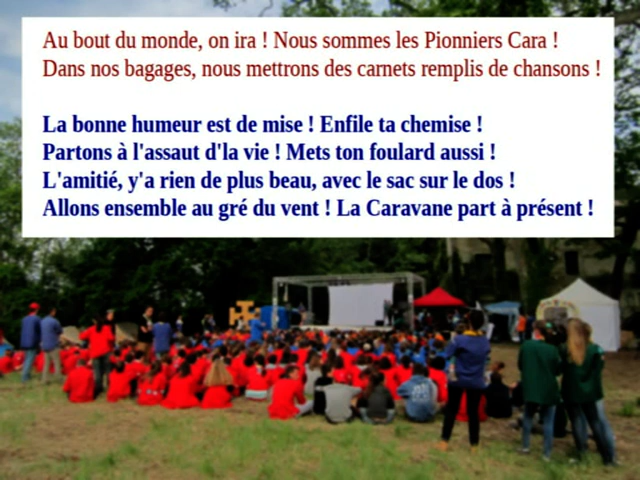 Au bout du monde, on ira ! Nous sommes les Pionniers Cara !
Dans nos bagages, nous mettrons des carnets remplis de chansons !
La bonne humeur est de mise ! Enfile ta chemise !
Partons à l'assaut d'la vie ! Mets ton foulard aussi !
L'amitié, y'a rien de plus beau, avec le sac sur le dos !
Allons ensemble au gré du vent ! La Caravane part à présent !